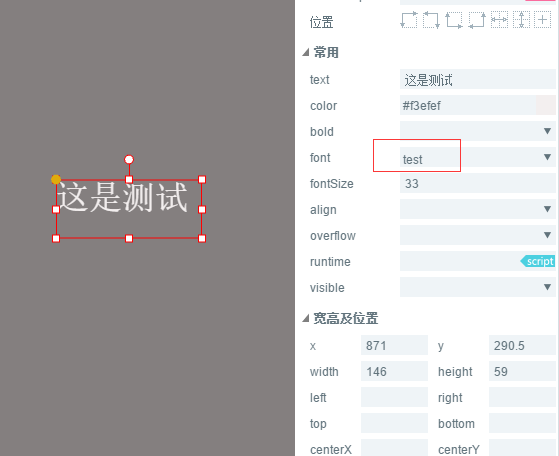 位置
常用
text 这是测试
color #f3efef
bold
font test
这是测试
fontSize 33
align
overflow
runtime script
visible
宽高及位置
x 871 y 290.5
width 146 height 59
left right
top bottom
centerX centerY